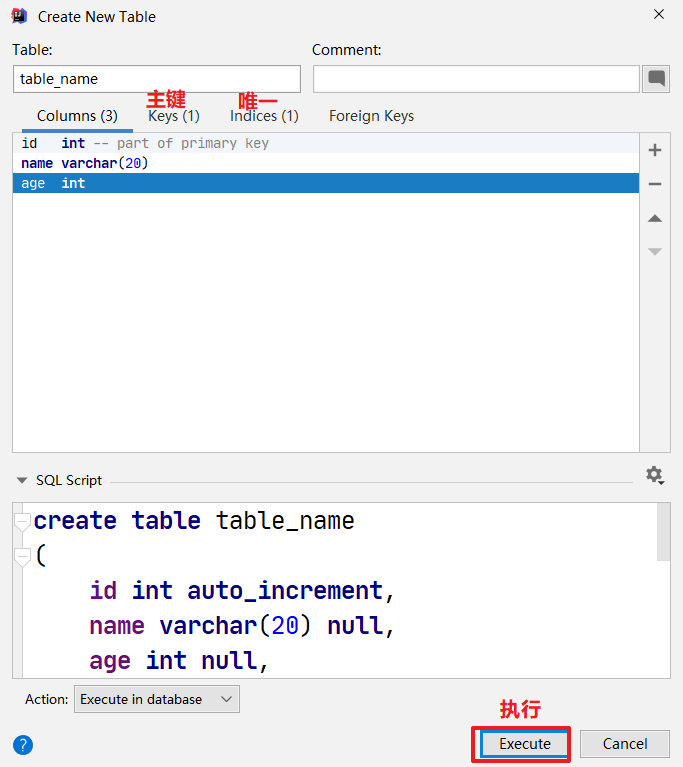 Create New Table
Table:
Comment:
table_name
主键
唯一
Columns (3)
Keys (1)
Indices (1)
Foreign Keys
id int -- part of primary key
name varchar(20)
age int
SQL Script
create table table_name
(
id int auto_increment,
name varchar(20) null,
age int null,
Action:
Execute in database
执行
?
Execute
Cancel